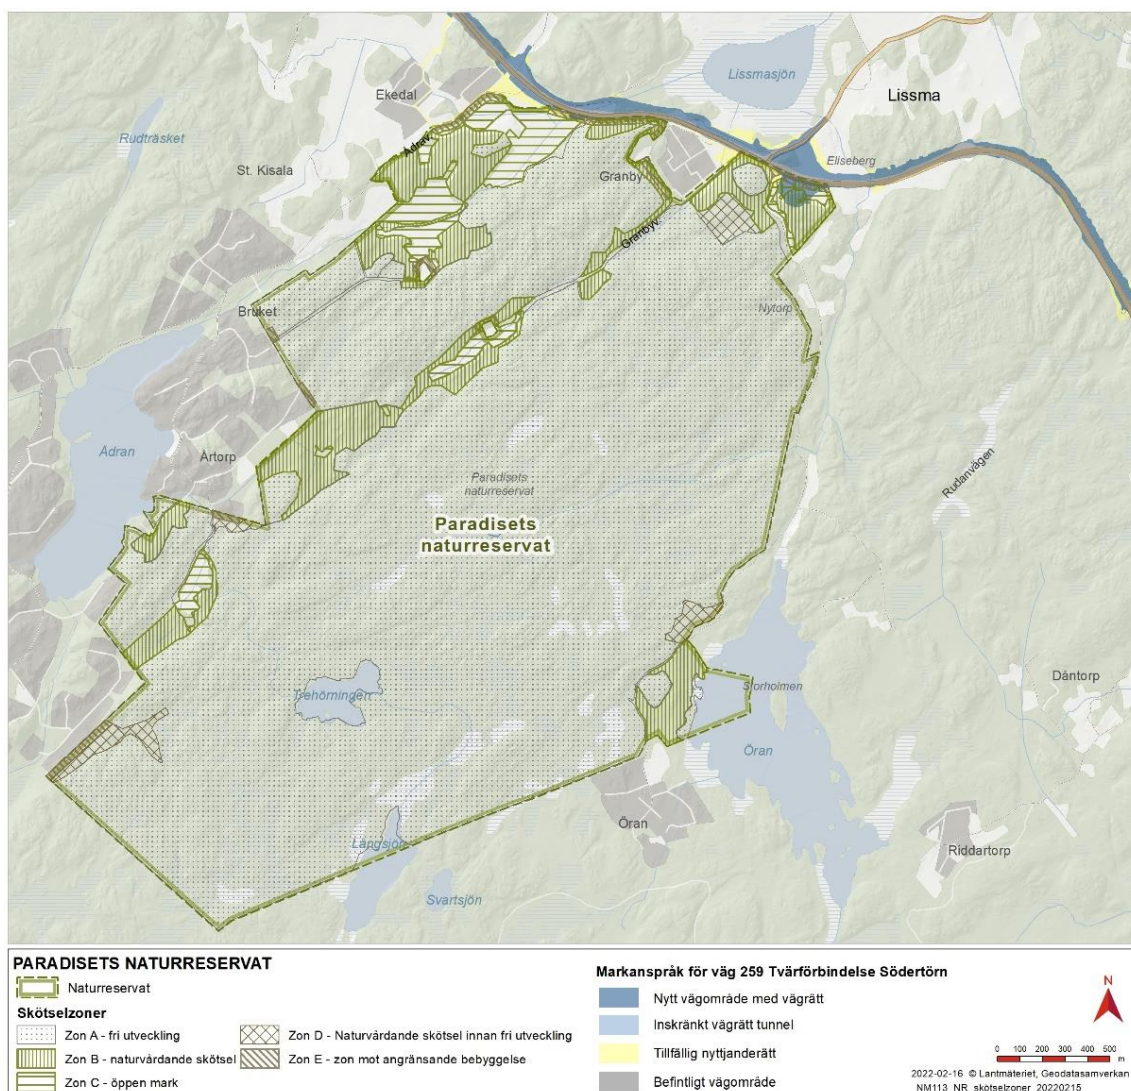 Lissmasjön
Ekedal
Lissma
Rudträsket
Ådrav.
Eliseberg
St. Kisala
Granby
Granbyv.
Bruket
Nytorp
Ådran
Årtorp
Paradisets
naturreservat
Rudanvägen
Paradisets
naturreservat
Trehörningen
Storholmen
Dåntorp
Öran
Öran
Långsjön
Riddartorp
Svartsjön
PARADISETS NATURRESERVAT
Naturreservat
Skötselzoner
Zon A - fri utveckling
Zon B - naturvårdande skötsel
Zon C - öppen mark
Zon D - Naturvårdande skötsel innan fri utveckling
Zon E - zon mot angränsande bebyggelse
Markanspråk för väg 259 Tvärförbindelse Södertörn
Nytt vägområde med vägrätt
Inskränkt vägrätt tunnel
Tillfällig nyttjanderätt
Befintligt vägområde
N
0 100 200 300 400 500
m
2022-02-16 © Lantmäteriet, Geodatasamverkan
NM113_NR_skötselzoner_20220215